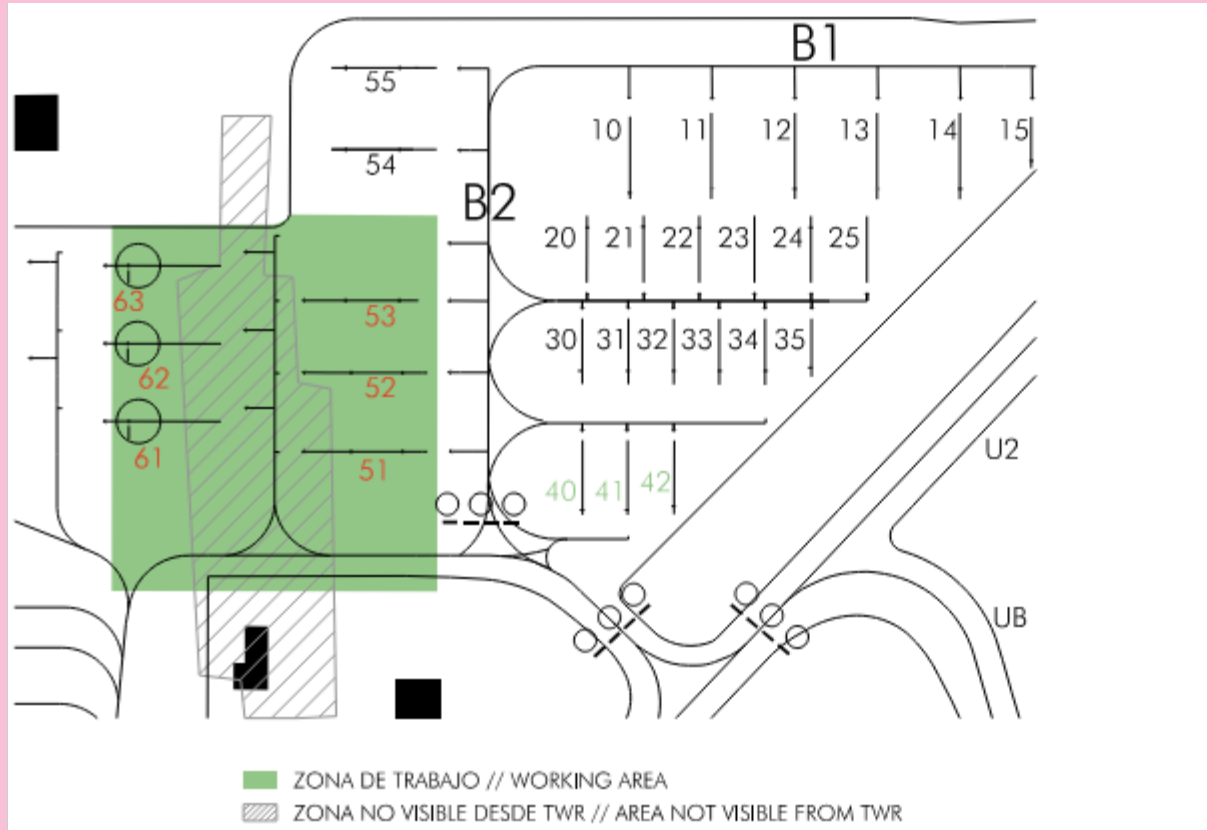 B1
55
10 11 12 13 14 15
54
B2
20 21 22 23 24 25
63
53
30 31 32 33 34 35
62
52
61
51
U2
40 41 42
UB
ZONA DE TRABAJO // WORKING AREA
ZONA NO VISIBLE DESDE TWR // AREA NOT VISIBLE FROM TWR